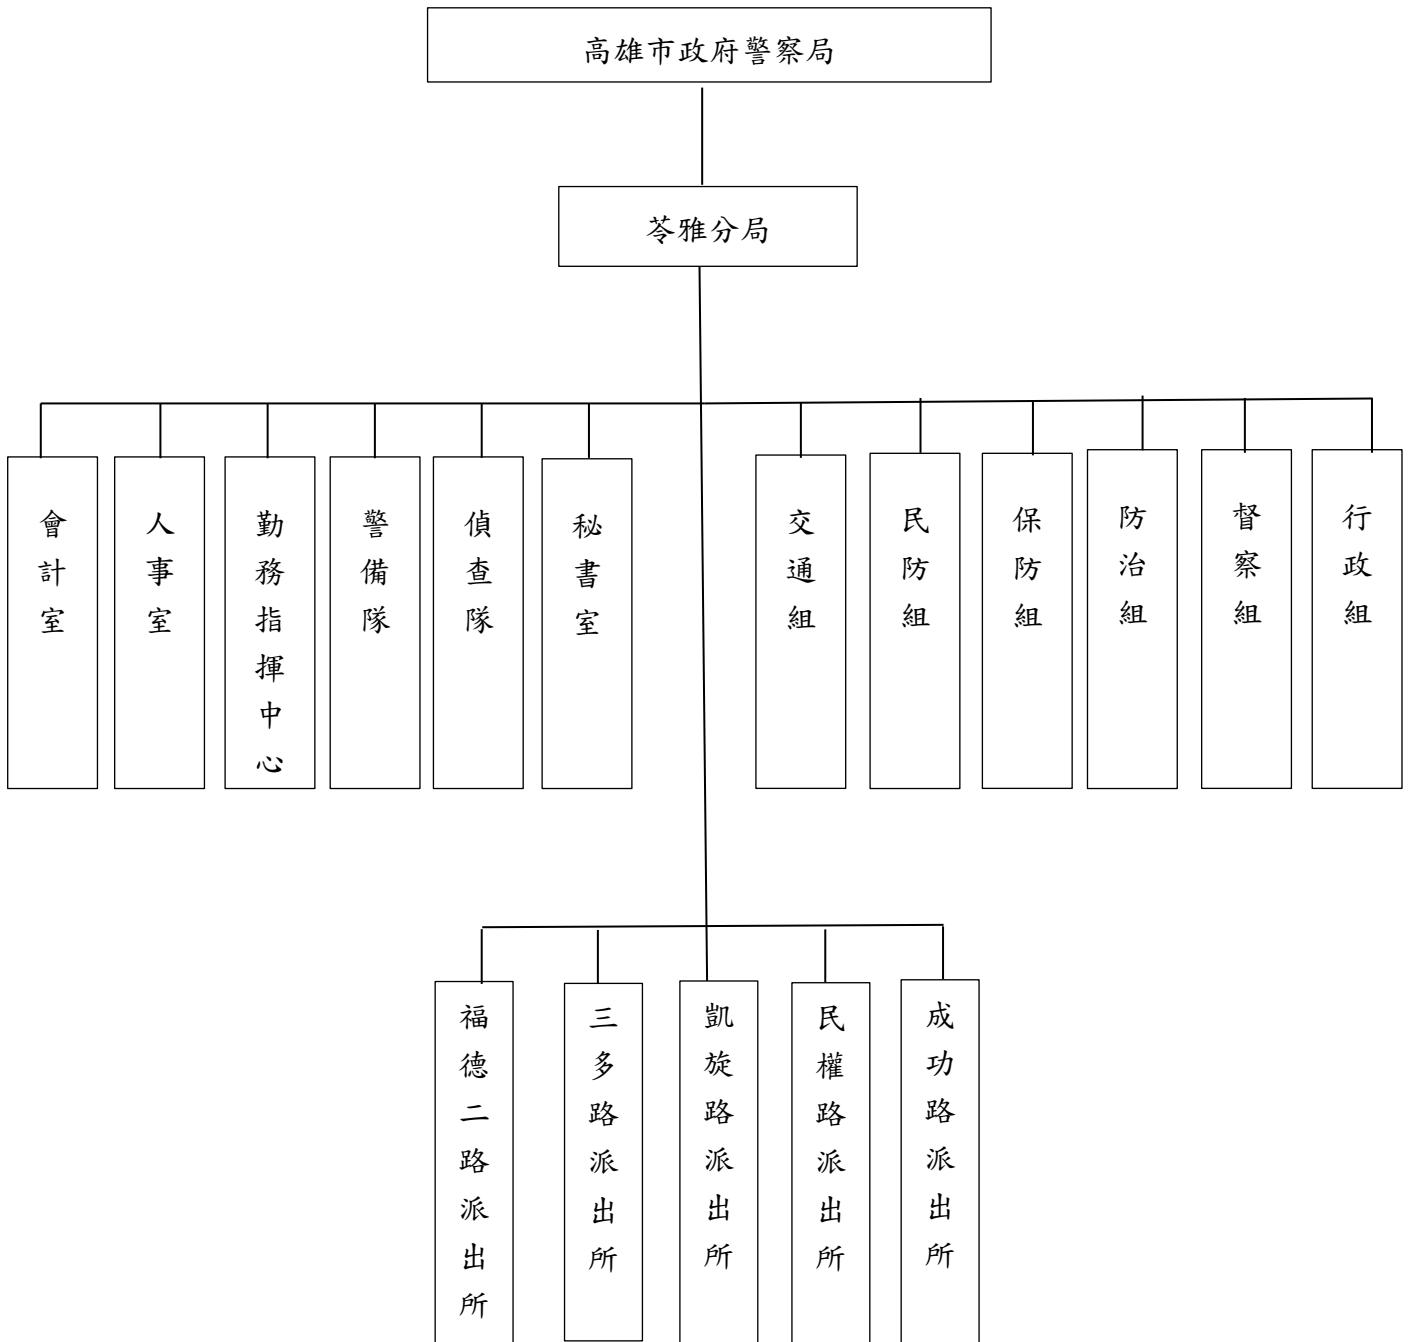 高雄市政府警察局
苓雅分局
會計室
人事室
勤務指揮中心
警備隊
偵查隊
秘書室
交通組
民防組
保防組
防治組
督察組
行政組
福德二路派出所
三多路派出所
凱旋路派出所
民權路派出所
成功路派出所